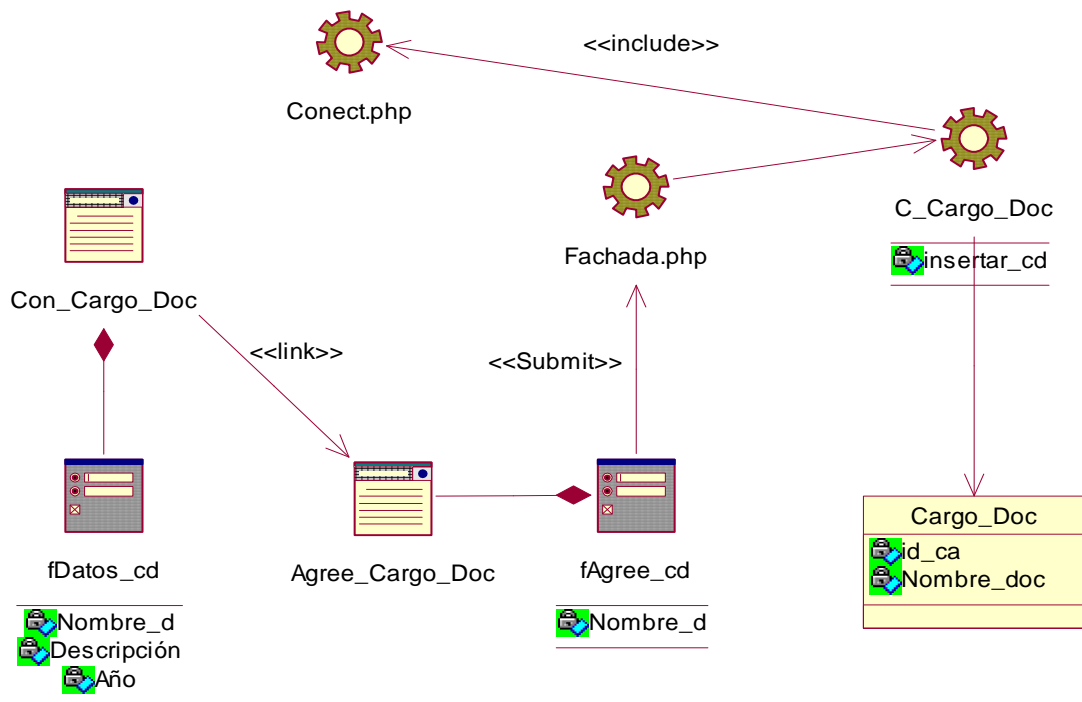 <<include>>
Conect.php
C_Cargo_Doc
Fachada.php
insertar_cd
Con_Cargo_Doc
<<link>>
<<Submit>>
Cargo_Doc
id_ca
Nombre_doc
fDatos_cd
Agree_Cargo_Doc
fAgree_cd
Nombre_d
Descripción
Año
Nombre_d